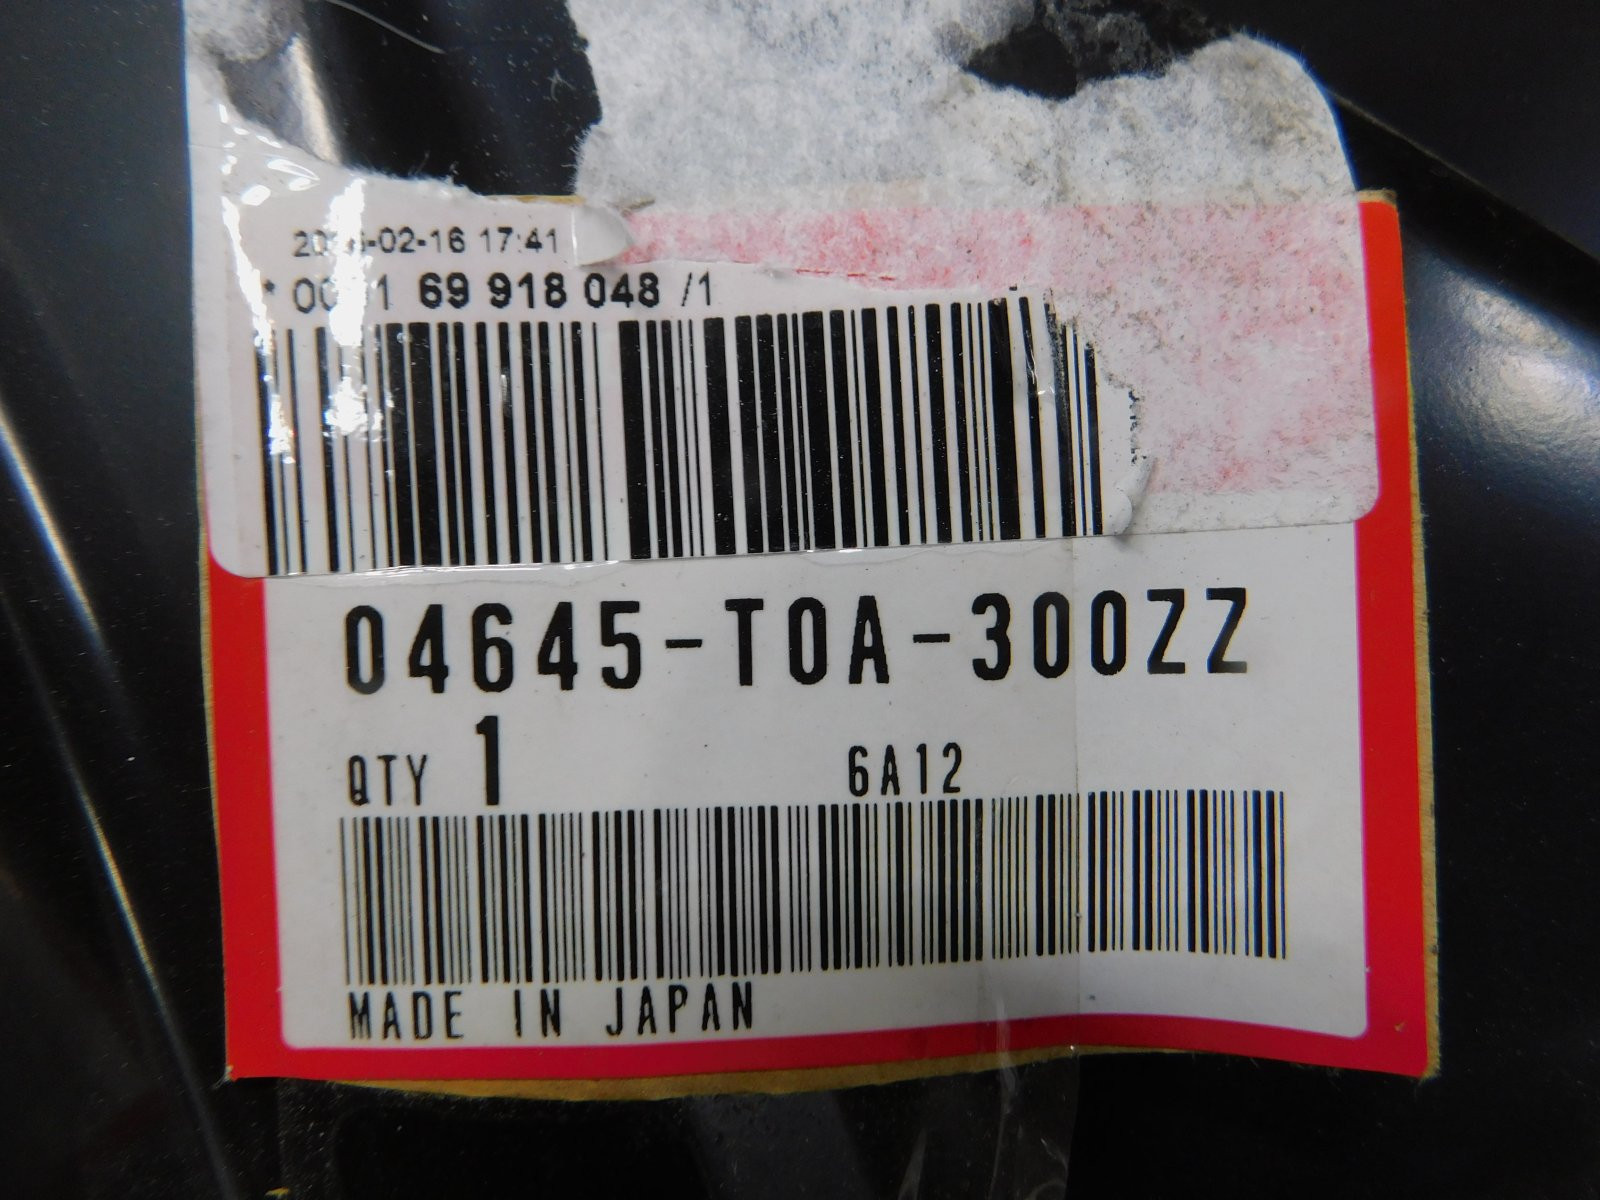 -02-16 17:41
69 918 048 /1
04645-T0A-300ZZ
QTY 1 6A12
MADE IN JAPAN